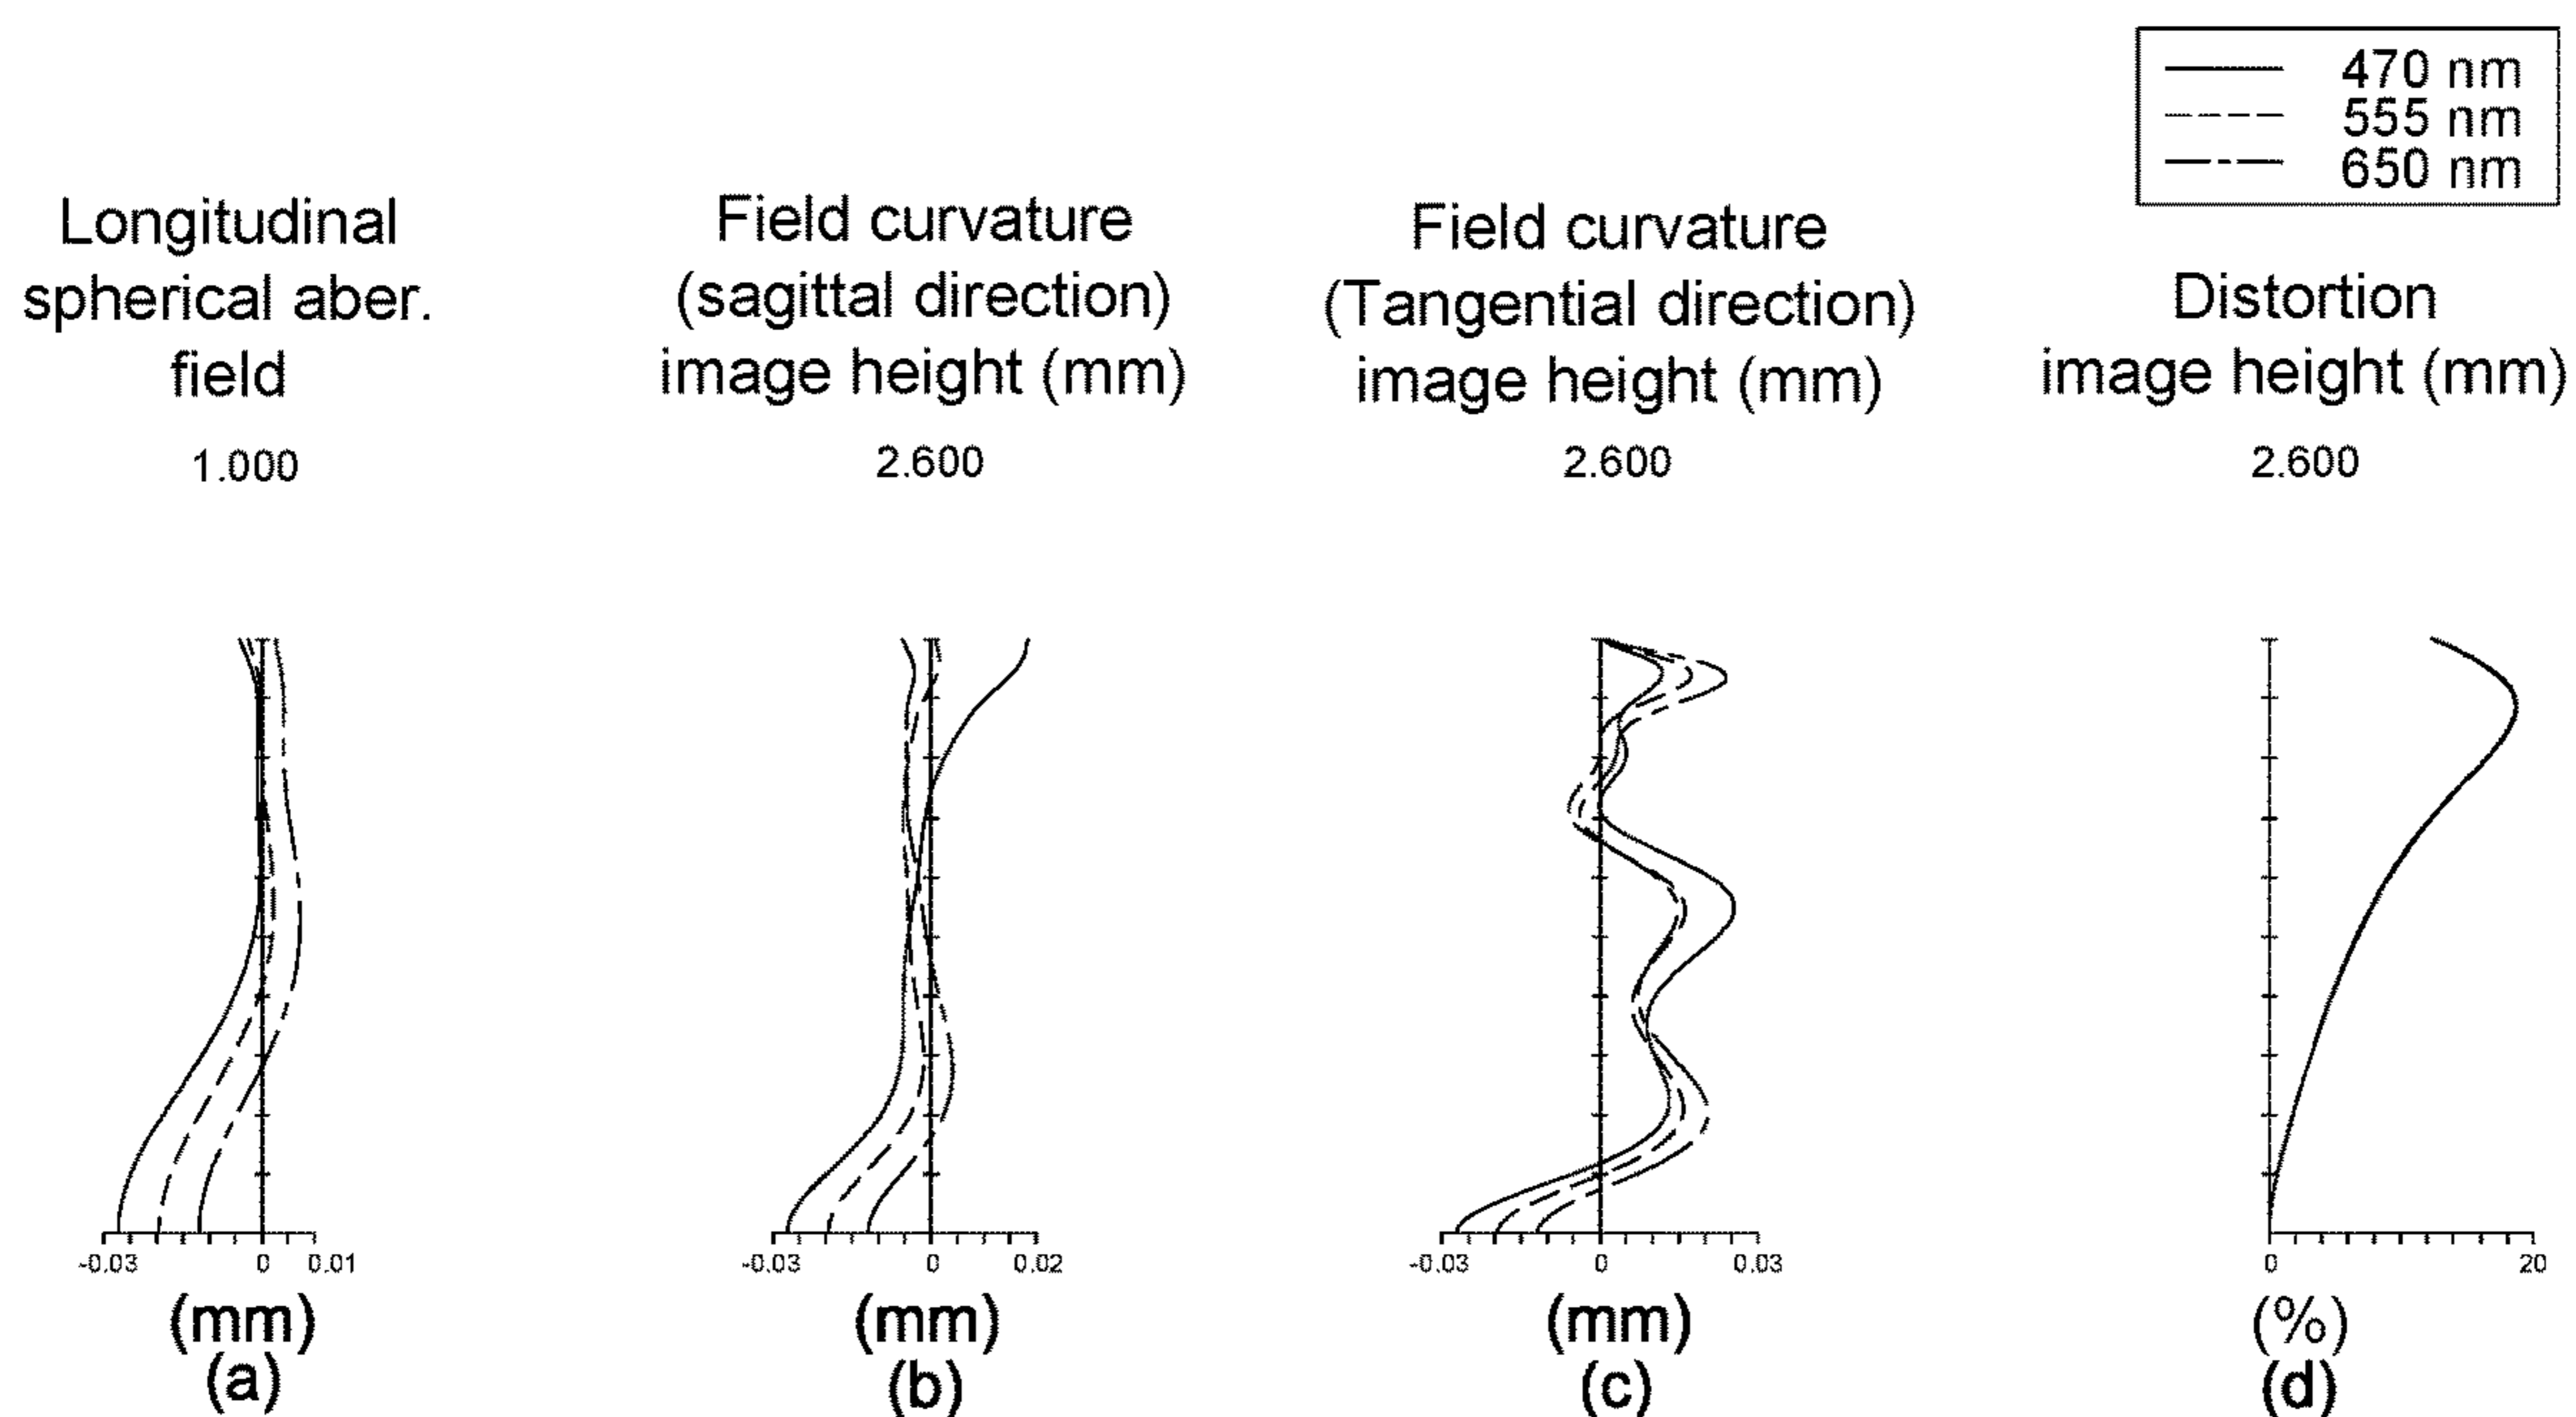 470 nm
555 nm
650 nm
Longitudinal
spherical aber.
field
1.000
Field curvature
(sagittal direction)
image height (mm)
2.600
Field curvature
(Tangential direction)
image height (mm)
2.600
Distortion
image height (mm)
2.600
-0.03 0 0.01
(mm)
(a)
-0.03 0 0.02
(mm)
(b)
-0.03 0 0.03
(mm)
(c)
0 20
(%)
(d)